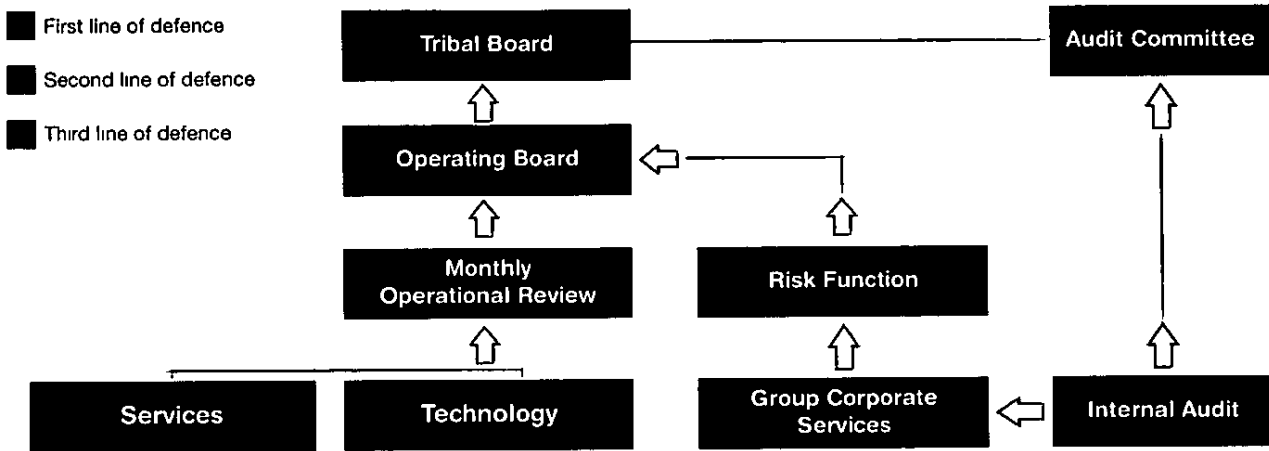 First line of defence
Second line of defence
Third line of defence
Tribal Board
Audit Committee
Operating Board
Monthly
Operational Review
Risk Function
Services
Technology
Group Corporate
Services
Internal Audit